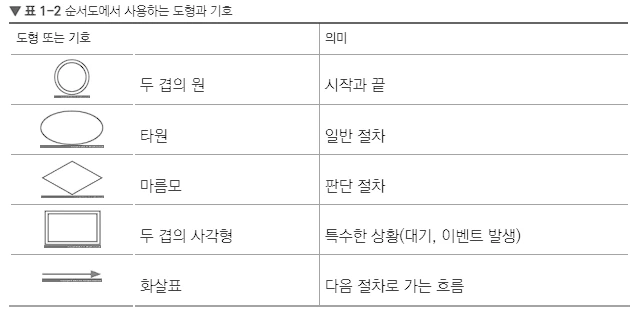 ▼ 표 1-2 순서도에서 사용하는 도형과 기호
도형 또는 기호 의미
두 겹의 원 시작과 끝
타원 일반 절차
마름모 판단 절차
두 겹의 사각형 특수한 상황(대기, 이벤트 발생)
화살표 다음 절차로 가는 흐름